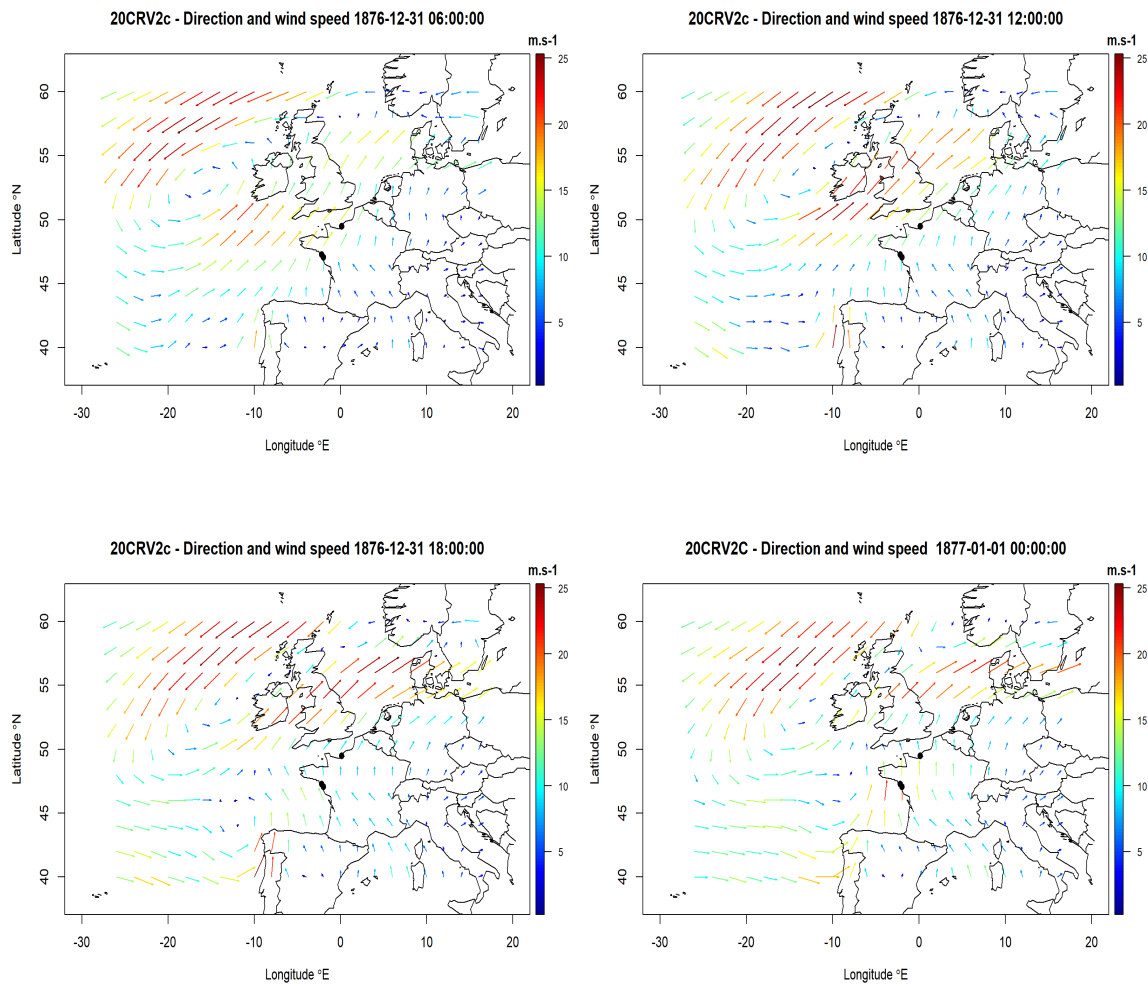 20CRV2c - Direction and wind speed 1876-12-31 06:00:00
m.s-1
25
20
15
10
5
60
55
50
45
40
Latitude °N
-30 -20 -10 0 10 20
Longitude °E
20CRV2c - Direction and wind speed 1876-12-31 12:00:00
m.s-1
25
20
15
10
5
60
55
50
45
40
Latitude °N
-30 -20 -10 0 10 20
Longitude °E
20CRV2c - Direction and wind speed 1876-12-31 18:00:00
m.s-1
25
20
15
10
5
60
55
50
45
40
Latitude °N
-30 -20 -10 0 10 20
Longitude °E
20CRV2C - Direction and wind speed 1877-01-01 00:00:00
m.s-1
25
20
15
10
5
60
55
50
45
40
Latitude °N
-30 -20 -10 0 10 20
Longitude °E